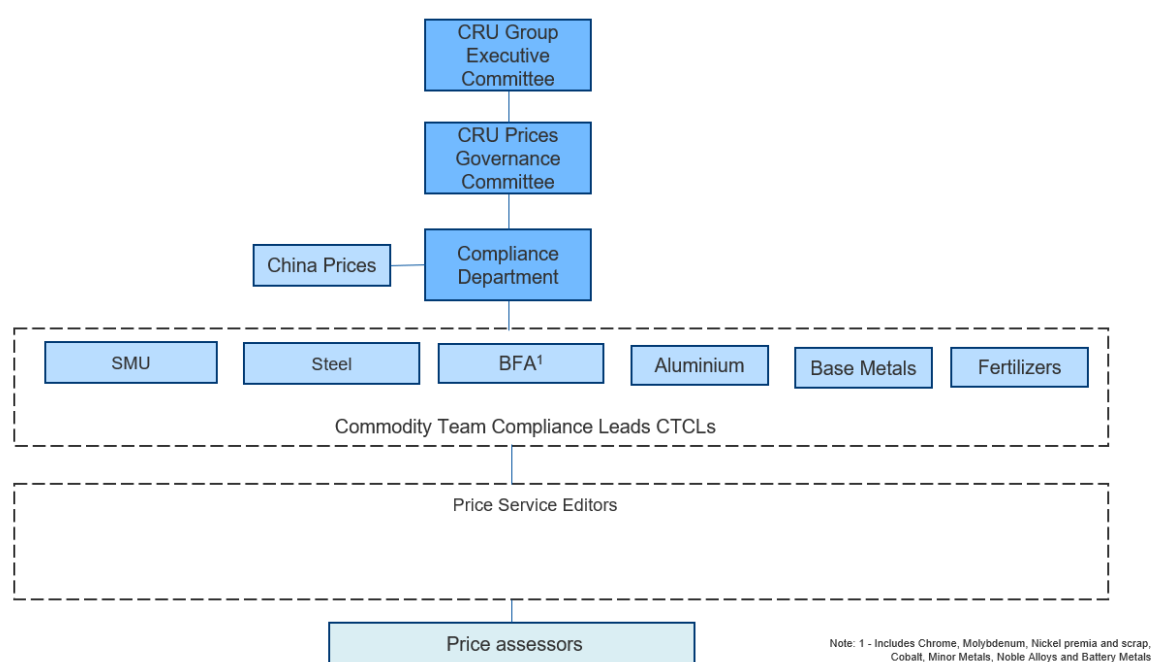 CRU Group
Executive
Committee
CRU Prices
Governance
Committee
China Prices
Compliance
Department
SMU
Steel
BFA¹
Aluminium
Base Metals
Fertilizers
Commodity Team Compliance Leads CTCLs
Price Service Editors
Price assessors
Note: 1 - Includes Chrome, Molybdenum, Nickel premia and scrap,
Cobalt, Minor Metals, Noble Alloys and Battery Metals